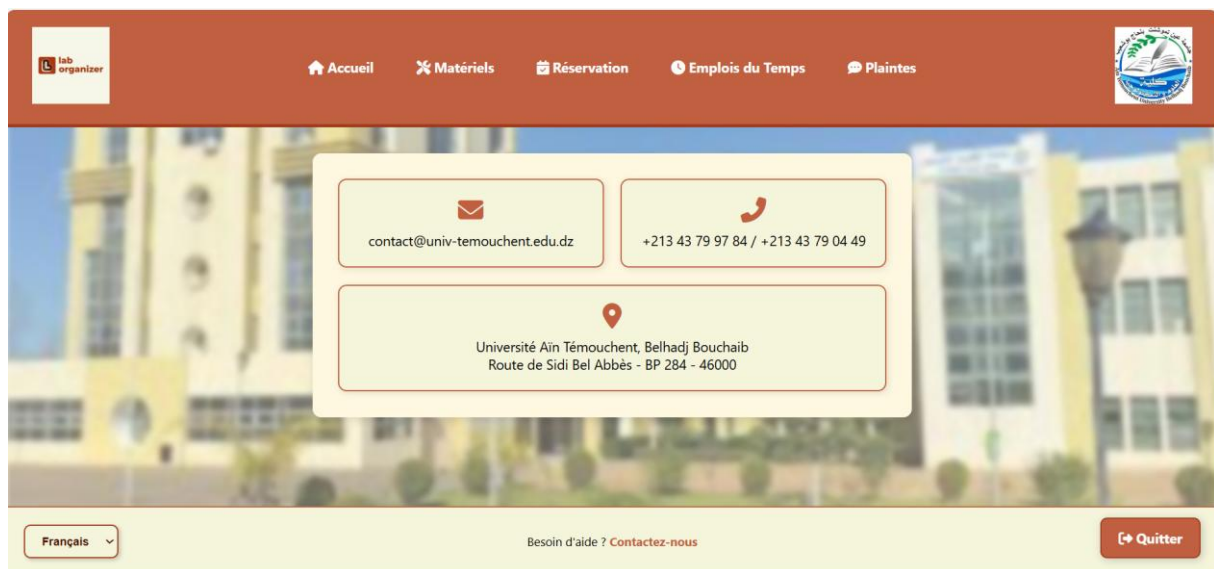 lab
organizer
Accueil
Matériels
Réservation
Emplois du Temps
Plaintes
contact@univ-temouchent.edu.dz
+213 43 79 97 84 / +213 43 79 04 49
Université Aïn Témouchent, Belhadj Bouchaib
Route de Sidi Bel Abbès - BP 284 - 46000
Français
Besoin d'aide ? Contactez-nous
Quitter